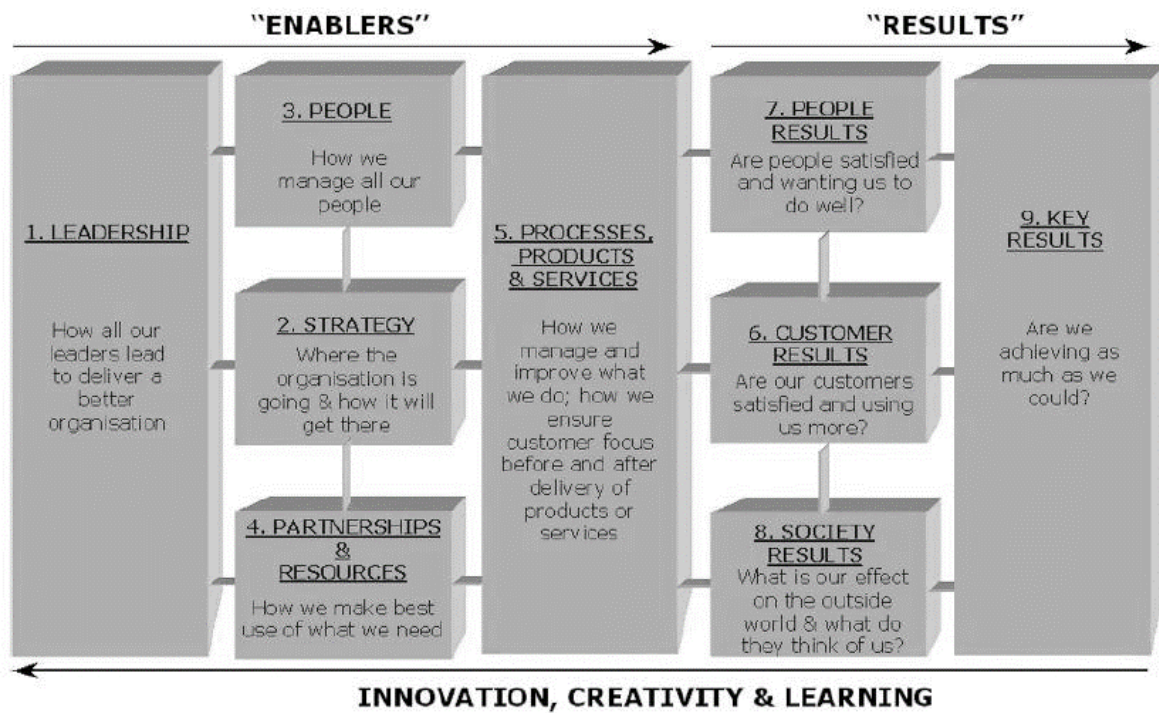 "ENABLERS"
"RESULTS"
1. LEADERSHIP
How all our
leaders lead
to deliver a
better
organisation
3. PEOPLE
How we
manage all our
people
2. STRATEGY
Where the
organisation is
going & how it will
get there
4. PARTNERSHIPS
&
RESOURCES
How we make best
use of what we need
5. PROCESSES,
PRODUCTS
& SERVICES
How we
manage and
improve what
we do; how we
ensure
customer focus
before and after
delivery of
products or
services
7. PEOPLE
RESULTS
Are people satisfied
and wanting us to
do well?
6. CUSTOMER
RESULTS
Are our customers
satisfied and using
us more?
8. SOCIETY
RESULTS
What is our effect
on the outside
world & what do
they think of us?
9. KEY
RESULTS
Are we
achieving as
much as we
could?
INNOVATION, CREATIVITY & LEARNING